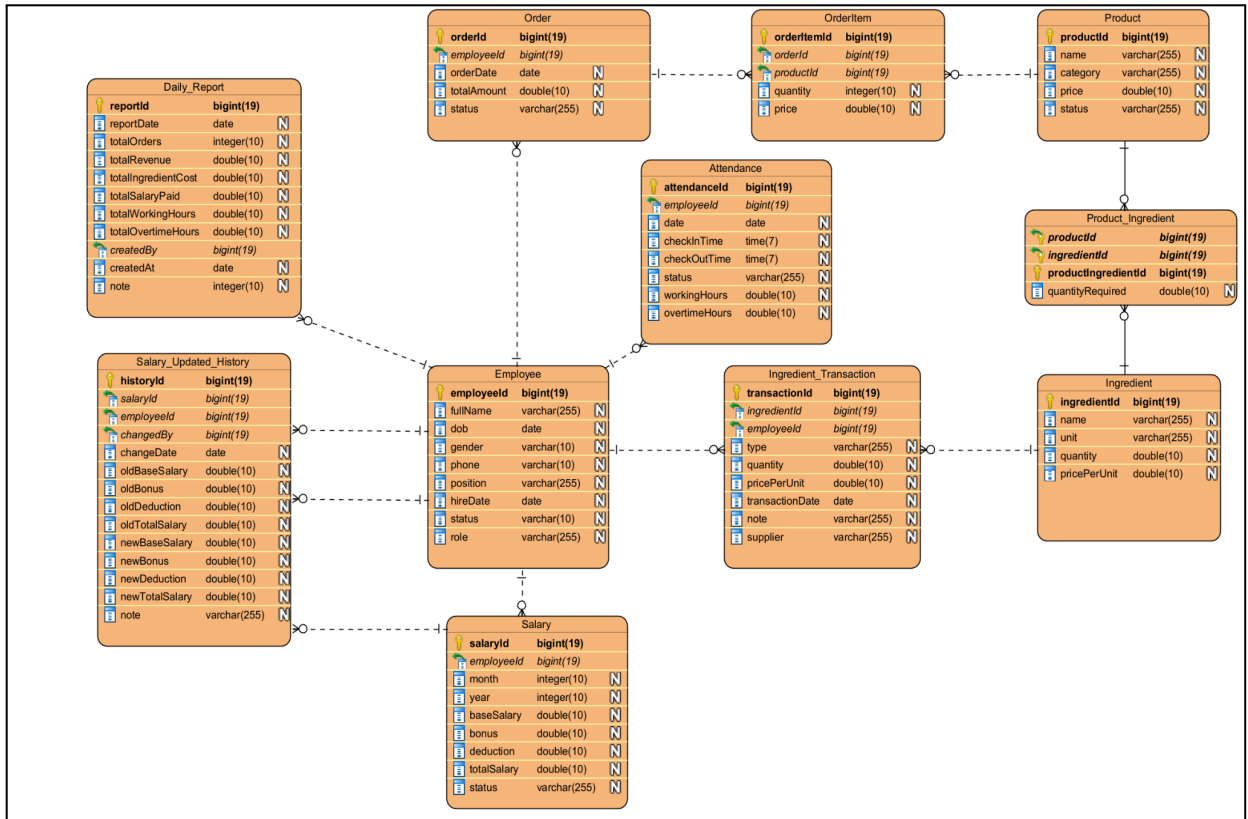 Order
orderId bigint(19)
employeeId bigint(19)
orderDate date N
totalAmount double(10) N
status varchar(255) N
OrderItem
orderItemId bigint(19)
orderId bigint(19)
productId bigint(19)
quantity integer(10) N
price double(10) N
Product
productId bigint(19)
name varchar(255) N
category varchar(255) N
price double(10) N
status varchar(255) N
Daily_Report
reportId bigint(19)
reportDate date N
totalOrders integer(10) N
totalRevenue double(10) N
totalIngredientCost double(10) N
totalSalaryPaid double(10) N
totalWorkingHours double(10) N
totalOvertimeHours double(10) N
createdBy bigint(19)
createdAt date N
note integer(10) N
Attendance
attendanceId bigint(19)
employeeId bigint(19)
date date N
checkInTime time(7) N
checkOutTime time(7) N
status varchar(255) N
workingHours double(10) N
overtimeHours double(10) N
Product_Ingredient
productId bigint(19)
ingredientId bigint(19)
productIngredientId bigint(19)
quantityRequired double(10) N
Salary_Updated_History
historyId bigint(19)
salaryId bigint(19)
employeeId bigint(19)
changedBy bigint(19)
changeDate date N
oldBaseSalary double(10) N
oldBonus double(10) N
oldDeduction double(10) N
oldTotalSalary double(10) N
newBaseSalary double(10) N
newBonus double(10) N
newDeduction double(10) N
newTotalSalary double(10) N
note varchar(255) N
Employee
employeeId bigint(19)
fullName varchar(255) N
dob date N
gender varchar(10) N
phone varchar(10) N
position varchar(255) N
hireDate date N
status varchar(10) N
role varchar(255) N
Ingredient_Transaction
transactionId bigint(19)
ingredientId bigint(19)
employeeId bigint(19)
type varchar(255) N
quantity double(10) N
pricePerUnit double(10) N
transactionDate date N
note varchar(255) N
supplier varchar(255) N
Ingredient
ingredientId bigint(19)
name varchar(255) N
unit varchar(255) N
quantity double(10) N
pricePerUnit double(10) N
Salary
salaryId bigint(19)
employeeId bigint(19)
month integer(10) N
year integer(10) N
baseSalary double(10) N
bonus double(10) N
deduction double(10) N
totalSalary double(10) N
status varchar(255) N